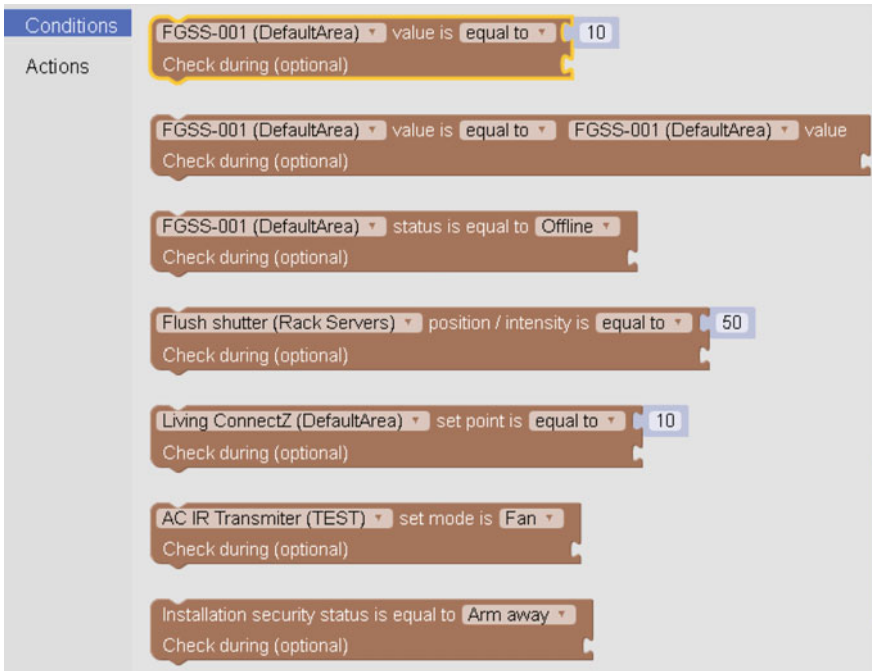 Conditions
Actions
FGSS-001 (DefaultArea) value is equal to 10
Check during (optional)
FGSS-001 (DefaultArea) value is equal to FGSS-001 (DefaultArea) value
Check during (optional)
FGSS-001 (DefaultArea) status is equal to Offline
Check during (optional)
Flush shutter (Rack Servers) position / intensity is equal to 50
Check during (optional)
Living ConnectZ (DefaultArea) set point is equal to 10
Check during (optional)
AC IR Transmiter (TEST) set mode is Fan
Check during (optional)
Installation security status is equal to Arm away
Check during (optional)